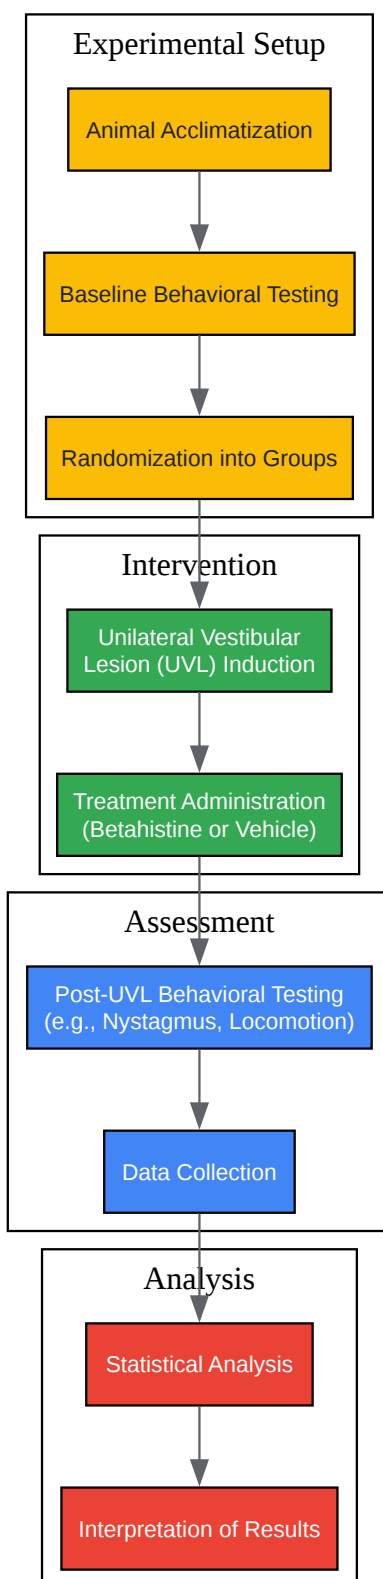 Experimental Setup
Animal Acclimatization
Baseline Behavioral Testing
Randomization into Groups
Intervention
Unilateral Vestibular
Lesion (UVL) Induction
Treatment Administration
(Betahistine or Vehicle)
Assessment
Post-UVL Behavioral Testing
(e.g., Nystagmus, Locomotion)
Data Collection
Analysis
Statistical Analysis
Interpretation of Results